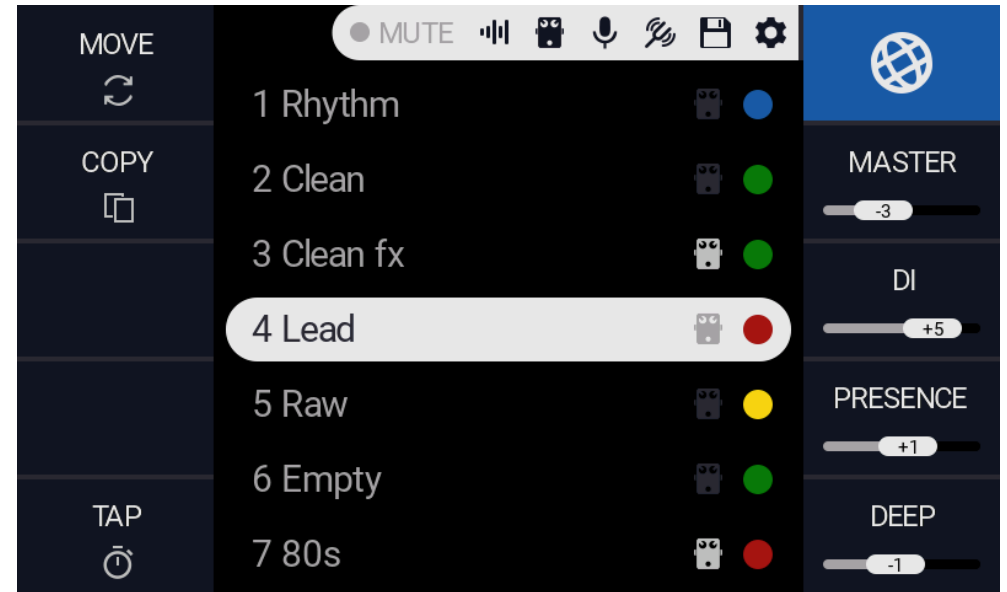 MOVE
COPY
TAP
MUTE
1 Rhythm
2 Clean
3 Clean fx
4 Lead
5 Raw
6 Empty
7 80s
MASTER
-3
DI
+5
PRESENCE
+1
DEEP
-1